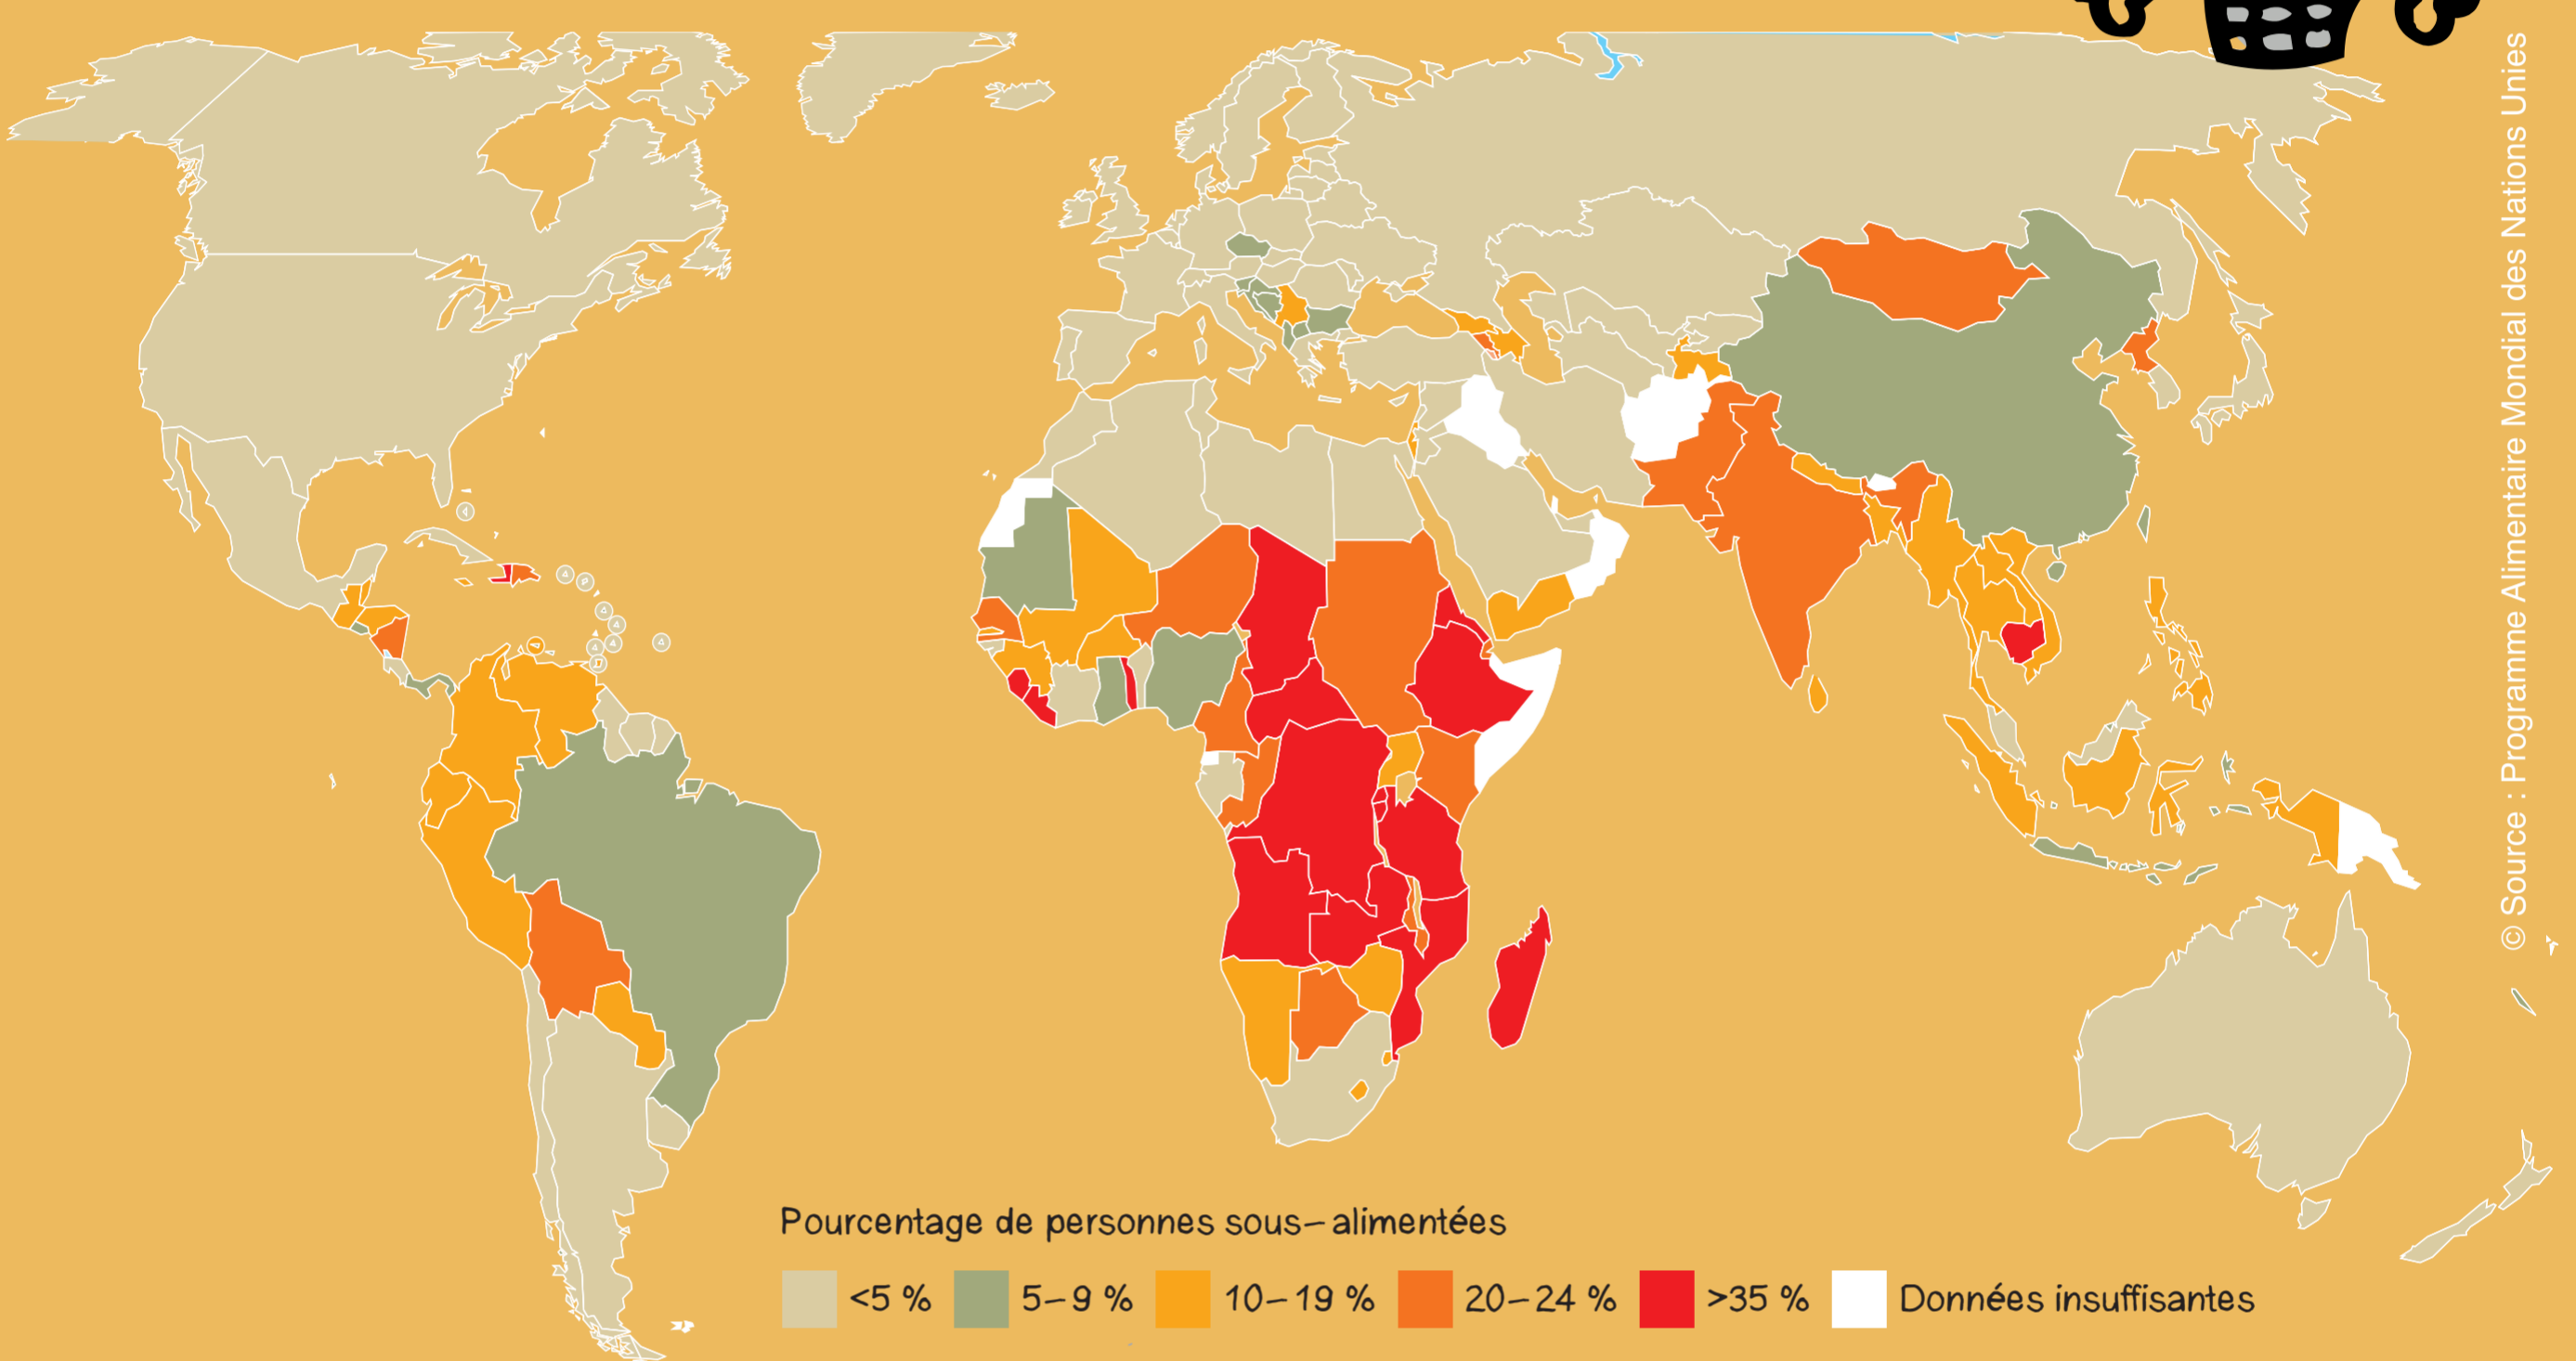 © Source : Programme Alimentaire Mondial des Nations Unies
Pourcentage de personnes sous-alimentées
<5 %
5-9 %
10-19 %
20-24 %
>35 %
Données insuffisantes